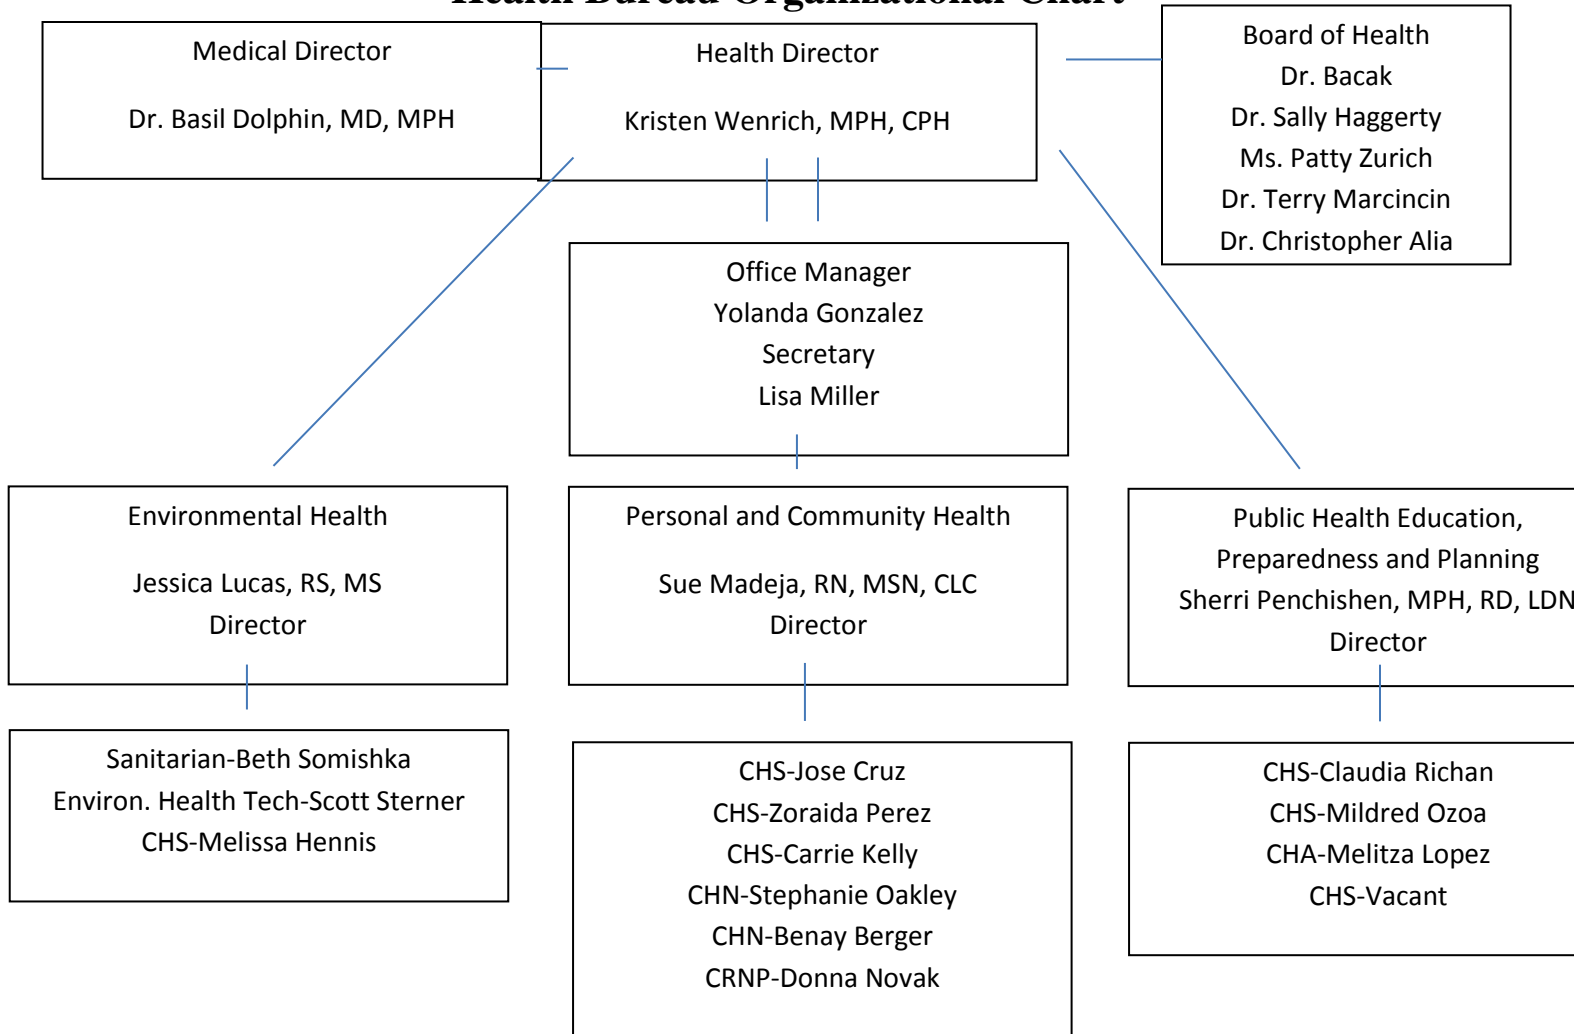 Health Bureau Organizational Chart
Medical Director
Dr. Basil Dolphin, MD, MPH
Health Director
Kristen Wenrich, MPH, CPH
Board of Health
Dr. Bacak
Dr. Sally Haggerty
Ms. Patty Zurich
Dr. Terry Marcincin
Dr. Christopher Alia
Office Manager
Yolanda Gonzalez
Secretary
Lisa Miller
Environmental Health
Jessica Lucas, RS, MS
Director
Personal and Community Health
Sue Madeja, RN, MSN, CLC
Director
Public Health Education,
Preparedness and Planning
Sherri Penchishen, MPH, RD, LDN
Director
Sanitarian-Beth Somishka
Environ. Health Tech-Scott Sterner
CHS-Melissa Hennis
CHS-Jose Cruz
CHS-Zoraida Perez
CHS-Carrie Kelly
CHN-Stephanie Oakley
CHN-Benay Berger
CRNP-Donna Novak
CHS-Claudia Richan
CHS-Mildred Ozoa
CHA-Melitza Lopez
CHS-Vacant